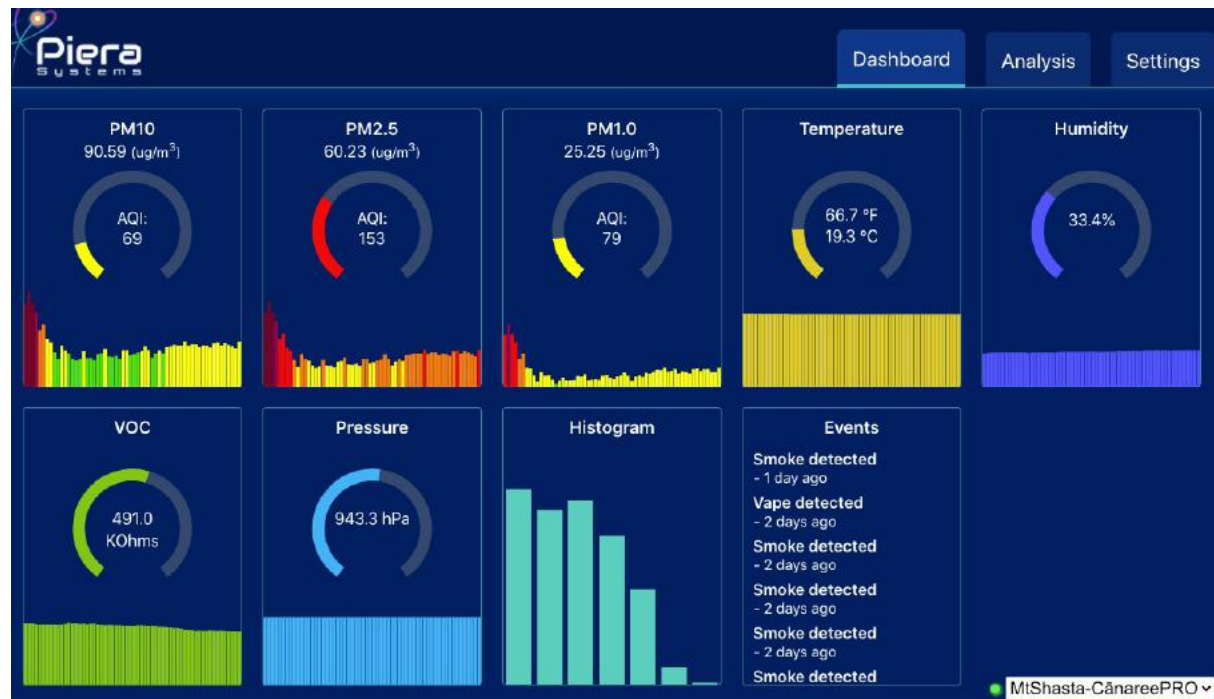 Piera
Systems
Dashboard
Analysis
Settings
PM10
90.59 (ug/m³)
AQI:
69
PM2.5
60.23 (ug/m³)
AQI:
153
PM1.0
25.25 (ug/m³)
AQI:
79
Temperature
66.7 ºF
19.3 ºC
Humidity
33.4%
VOC
491.0
KOhms
Pressure
943.3 hPa
Histogram
Events
Smoke detected
- 1 day ago
Vape detected
- 2 days ago
Smoke detected
- 2 days ago
Smoke detected
- 2 days ago
Smoke detected
- 2 days ago
Smoke detected
MtShasta-CānareePRO